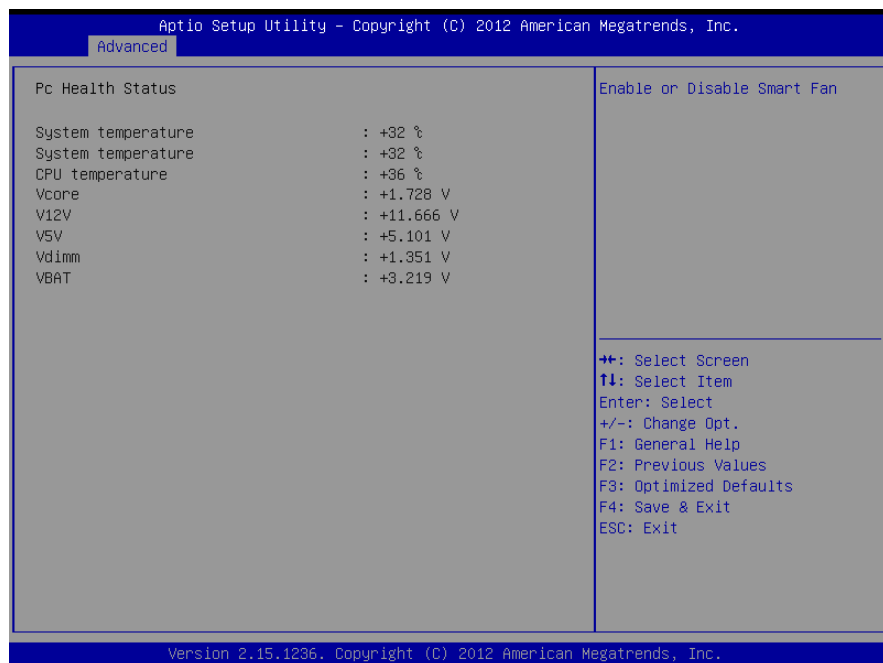 Aptio Setup Utility – Copyright (C) 2012 American Megatrends, Inc.
Advanced
Pc Health Status
System temperature : +32 ℃
System temperature : +32 ℃
CPU temperature : +36 ℃
Vcore : +1.728 V
V12V : +11.666 V
V5V : +5.101 V
Vdimm : +1.351 V
VBAT : +3.219 V
Enable or Disable Smart Fan
→←: Select Screen
↑↓: Select Item
Enter: Select
+/-: Change Opt.
F1: General Help
F2: Previous Values
F3: Optimized Defaults
F4: Save & Exit
ESC: Exit
Version 2.15.1236. Copyright (C) 2012 American Megatrends, Inc.